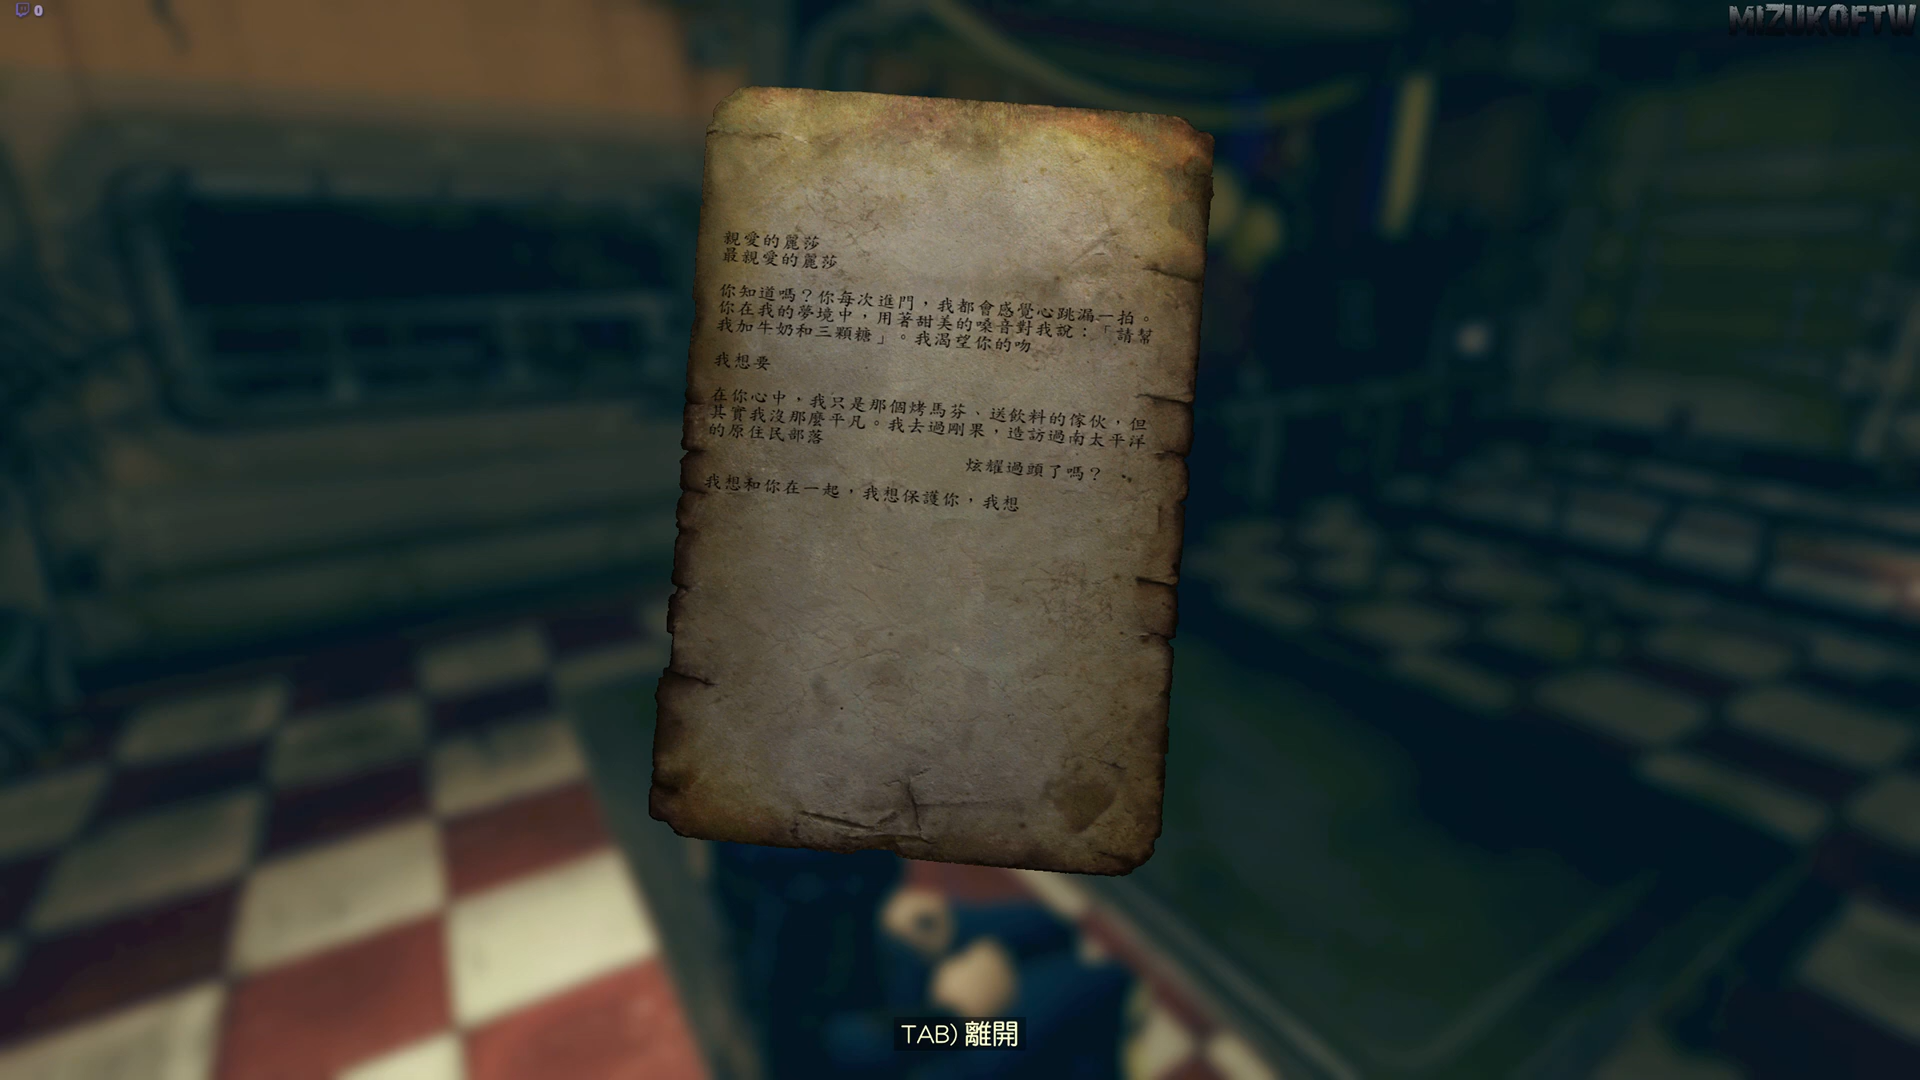 0
MiZUKOFTW
親愛的麗莎
最親愛的麗莎
你知道嗎？你每次進門，我都會感覺心跳漏一拍。
你在我的夢境中，用著甜美的嗓音對我說：「請幫
我加牛奶和三顆糖」。我渴望你的吻
我想要
在你心中，我只是那個烤馬芬、送飲料的傢伙，但
其實我沒那麼平凡。我去過剛果，造訪過南太平洋
的原住民部落
炫耀過頭了嗎？
我想和你在一起，我想保護你，我想
TAB) 離開